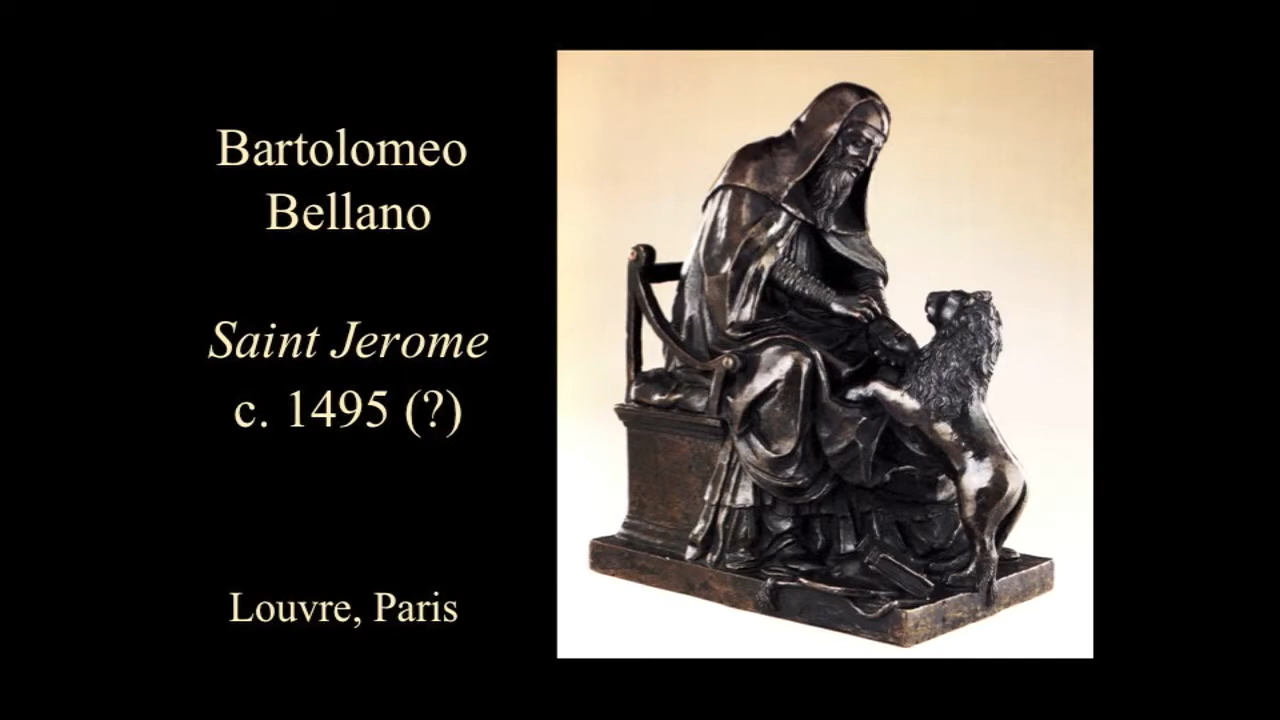 Bartolomeo
Bellano
Saint Jerome
c. 1495 (?)
Louvre, Paris